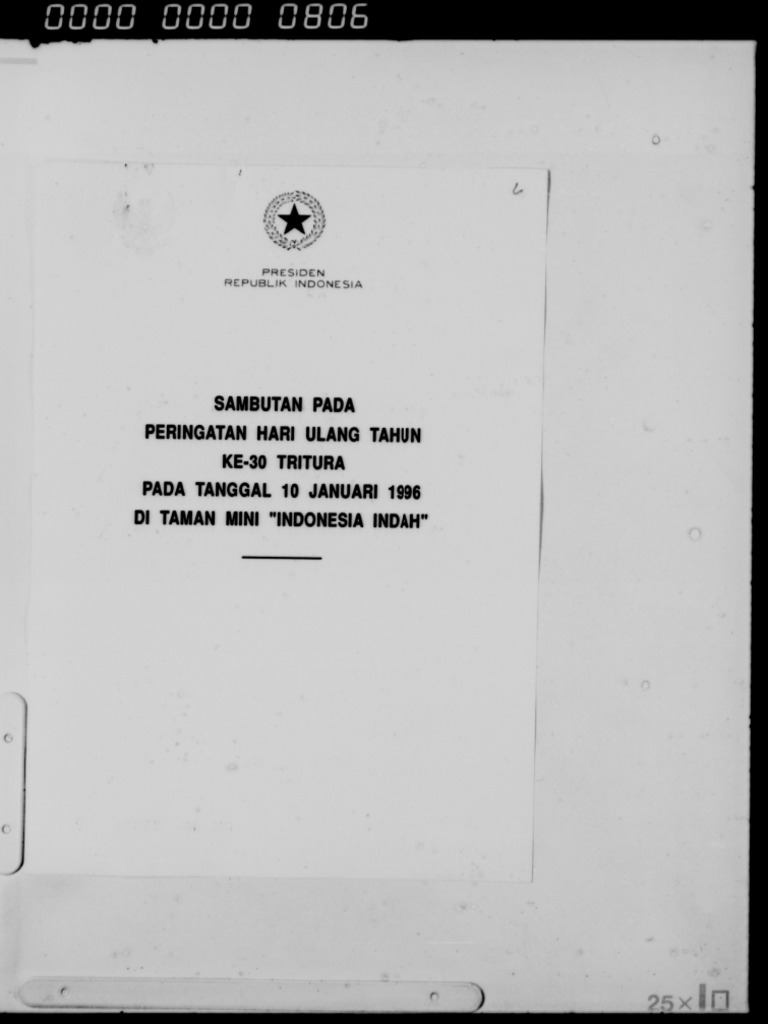 0000 0000 0806
6
PRESIDEN
REPUBLIK INDONESIA
SAMBUTAN PADA
PERINGATAN HARI ULANG TAHUN
KE-30 TRITURA
PADA TANGGAL 10 JANUARI 1996
DI TAMAN MINI "INDONESIA INDAH"
25×